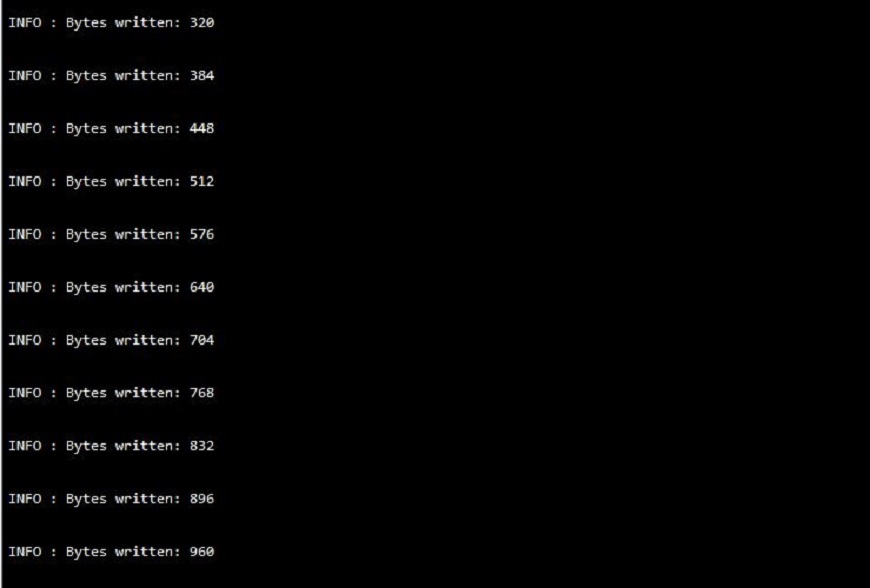 INFO : Bytes written: 320
INFO : Bytes written: 384
INFO : Bytes written: 448
INFO : Bytes written: 512
INFO : Bytes written: 576
INFO : Bytes written: 640
INFO : Bytes written: 704
INFO : Bytes written: 768
INFO : Bytes written: 832
INFO : Bytes written: 896
INFO : Bytes written: 960